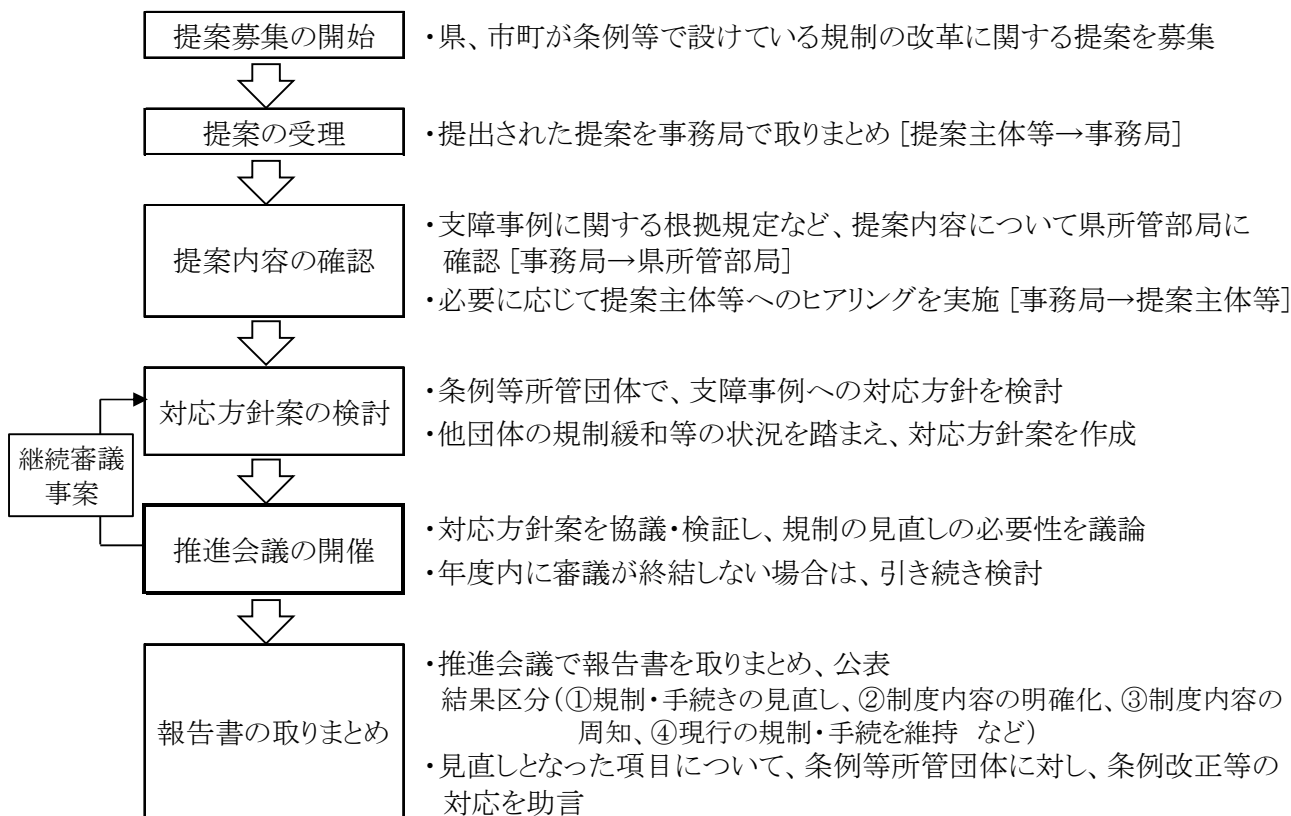 提案募集の開始
・県、市町が条例等で設けている規制の改革に関する提案を募集
提案の受理
・提出された提案を事務局で取りまとめ［提案主体等→事務局］
提案内容の確認
・支障事例に関する根拠規定など、提案内容について県所管部局に
確認［事務局→県所管部局］
・必要に応じて提案主体等へのヒアリングを実施［事務局→提案主体等］
対応方針案の検討
・条例等所管団体で、支障事例への対応方針を検討
・他団体の規制緩和等の状況を踏まえ、対応方針案を作成
継続審議
事案
推進会議の開催
・対応方針案を協議・検証し、規制の見直しの必要性を議論
・年度内に審議が終結しない場合は、引き続き検討
報告書の取りまとめ
・推進会議で報告書を取りまとめ、公表
結果区分（①規制・手続きの見直し、②制度内容の明確化、③制度内容の
周知、④現行の規制・手続を維持　など）
・見直しとなった項目について、条例等所管団体に対し、条例改正等の
対応を助言